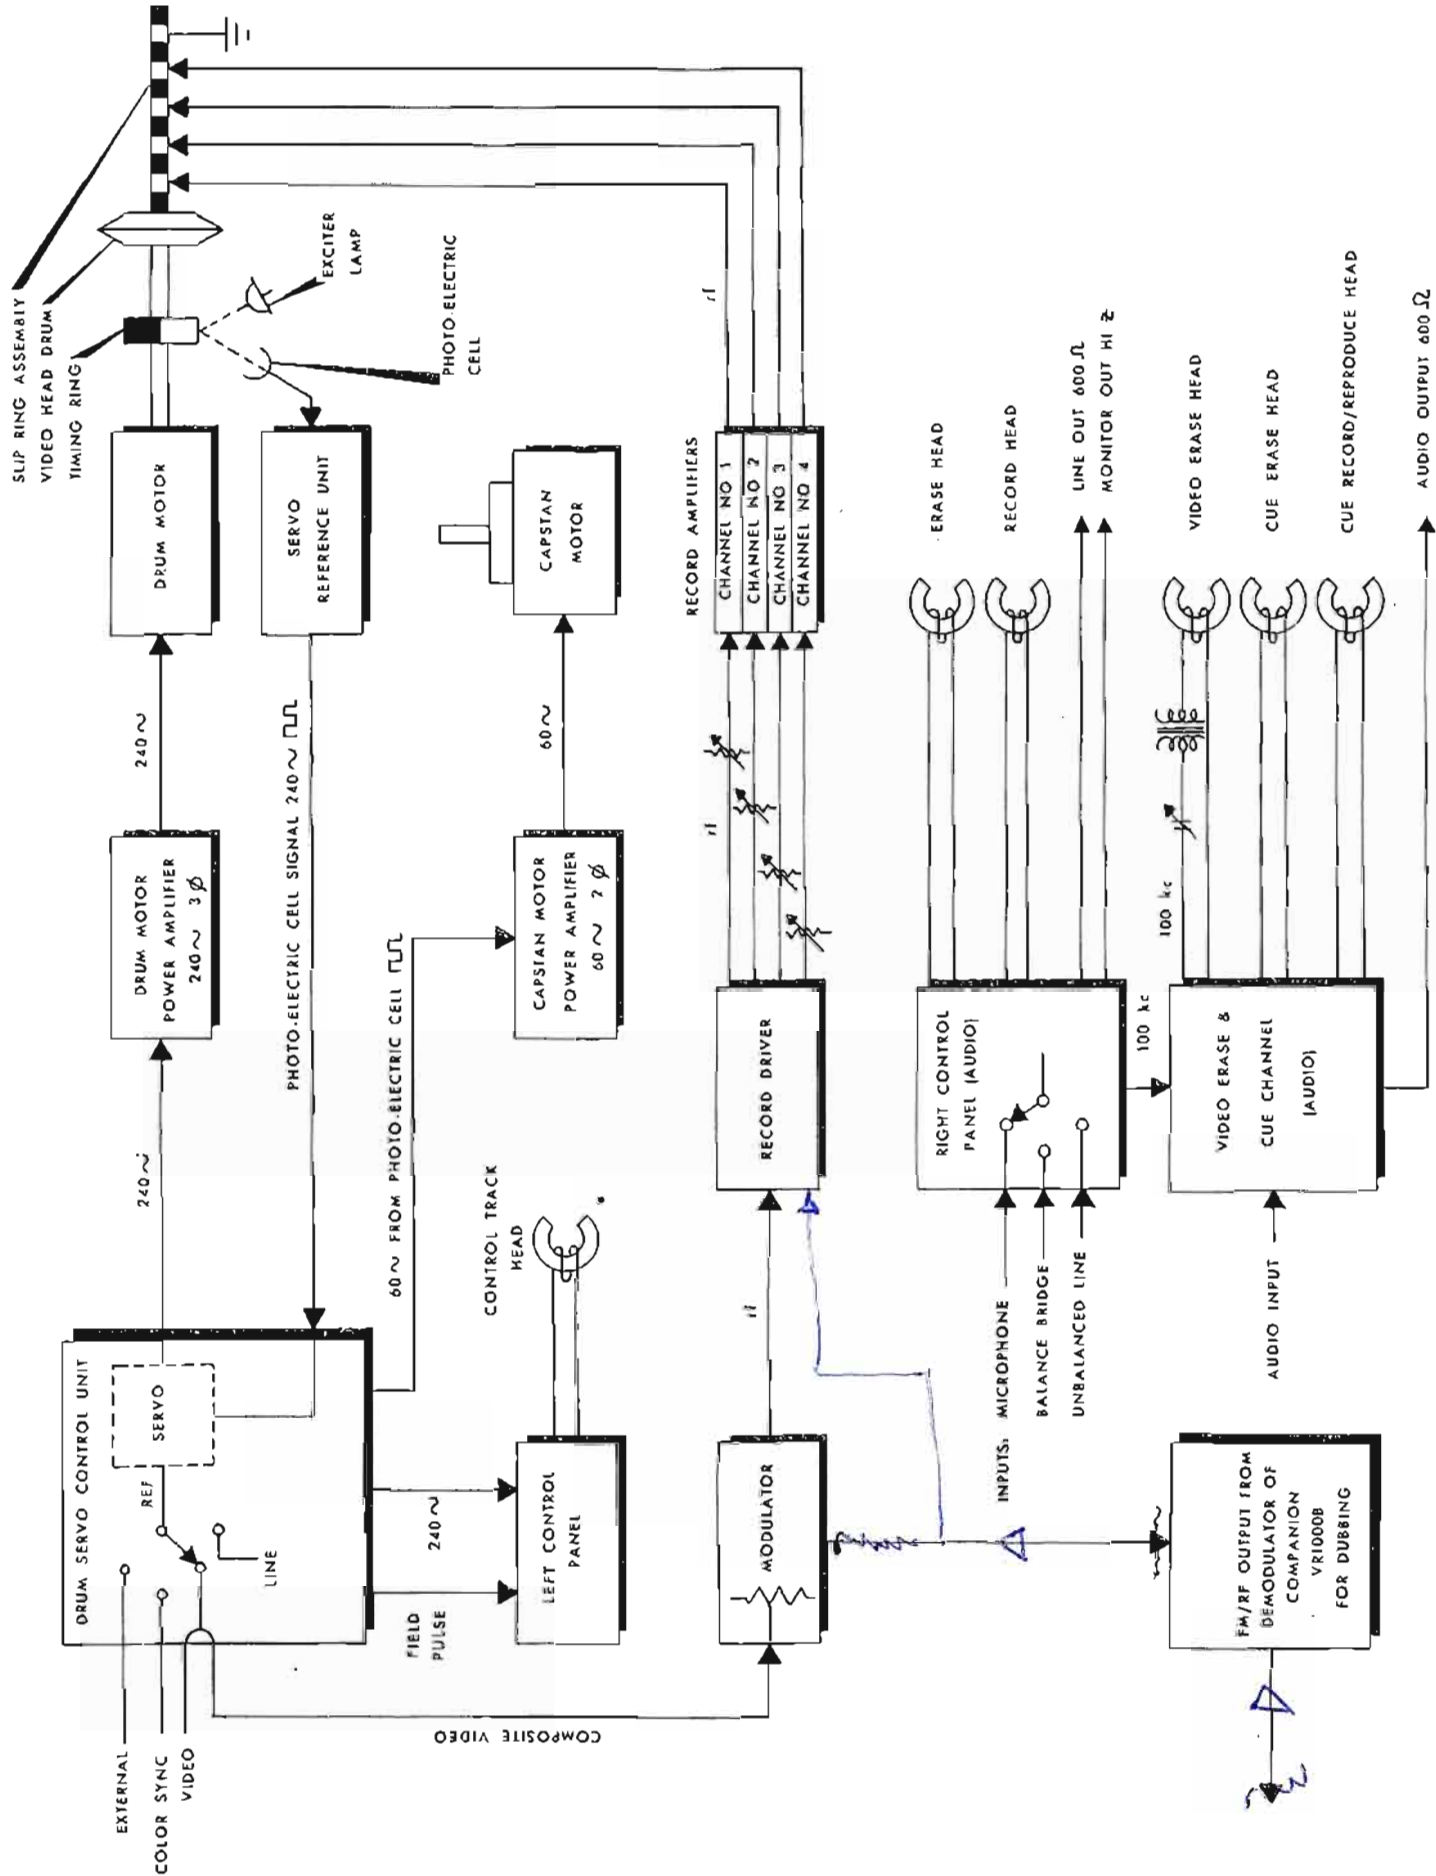 SLIP RING ASSEMBLY
VIDEO HEAD DRUM
TIMING RING
EXCITER
LAMP
PHOTO-ELECTRIC
CELL
DRUM MOTOR
SERVO
REFERENCE UNIT
240~
DRUM MOTOR
POWER AMPLIFIER
240~ 3Ø
240~
PHOTO-ELECTRIC CELL SIGNAL 240~
DRUM SERVO CONTROL UNIT
SERVO
REF
LINE
EXTERNAL
COLOR SYNC
VIDEO
60~ FROM PHOTO-ELECTRIC CELL
CAPSTAN MOTOR
POWER AMPLIFIER
60~ 2Ø
60~
CAPSTAN
MOTOR
FIELD
PULSE
240~
LEFT CONTROL
PANEL
CONTROL TRACK
HEAD
COMPOSITE VIDEO
MODULATOR
rf
RECORD DRIVER
rf
RECORD AMPLIFIERS
CHANNEL NO 1
CHANNEL NO 2
CHANNEL NO 3
CHANNEL NO 4
rf
INPUTS: MICROPHONE
BALANCE BRIDGE
UNBALANCED LINE
RIGHT CONTROL
PANEL (AUDIO)
ERASE HEAD
RECORD HEAD
LINE OUT 600 Ω
MONITOR OUT HI Z
100 kc
AUDIO INPUT
VIDEO ERASE &
CUE CHANNEL
(AUDIO)
100 kc
VIDEO ERASE HEAD
CUE ERASE HEAD
CUE RECORD/REPRODUCE HEAD
AUDIO OUTPUT 600 Ω
FM/RF OUTPUT FROM
DEMODULATOR OF
COMPANION
VR1000B
FOR DUBBING